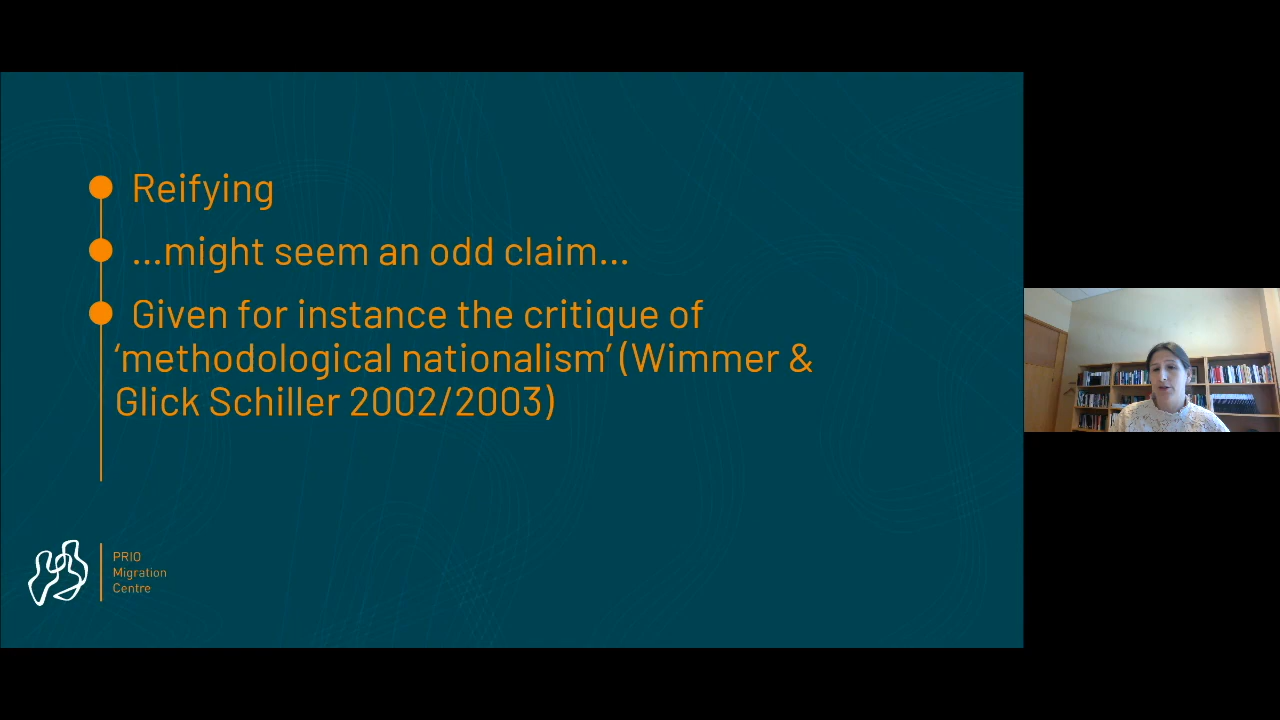 Reifying
...might seem an odd claim...
Given for instance the critique of
‘methodological nationalism’ (Wimmer &
Glick Schiller 2002/2003)
PRIO
Migration
Centre